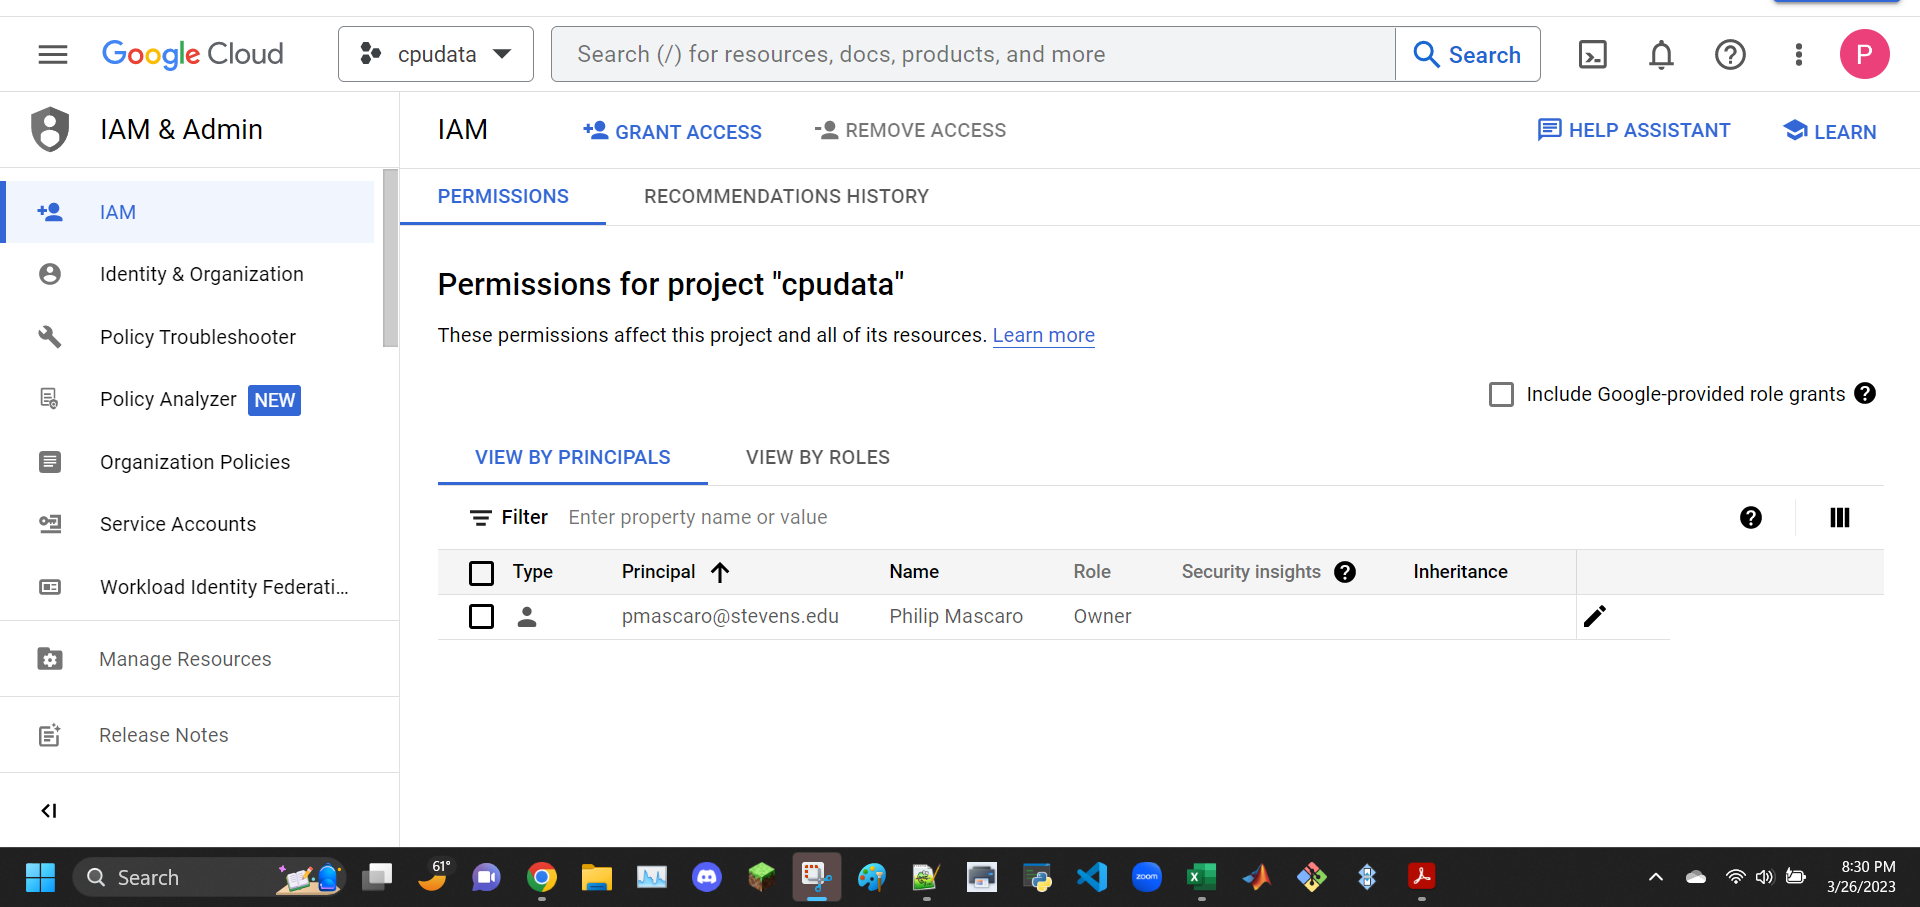 Google Cloud
cpudata
Search (/) for resources, docs, products, and more
Search
P
IAM & Admin
IAM
GRANT ACCESS
REMOVE ACCESS
HELP ASSISTANT
LEARN
IAM
Identity & Organization
Policy Troubleshooter
Policy Analyzer NEW
Organization Policies
Service Accounts
Workload Identity Federati...
Manage Resources
Release Notes
PERMISSIONS
RECOMMENDATIONS HISTORY
Permissions for project "cpudata"
These permissions affect this project and all of its resources. Learn more
Include Google-provided role grants
VIEW BY PRINCIPALS
VIEW BY ROLES
Filter Enter property name or value
Type Principal Name Role Security insights Inheritance
pmascaro@stevens.edu Philip Mascaro Owner
Search
61°
zoom
8:30 PM
3/26/2023